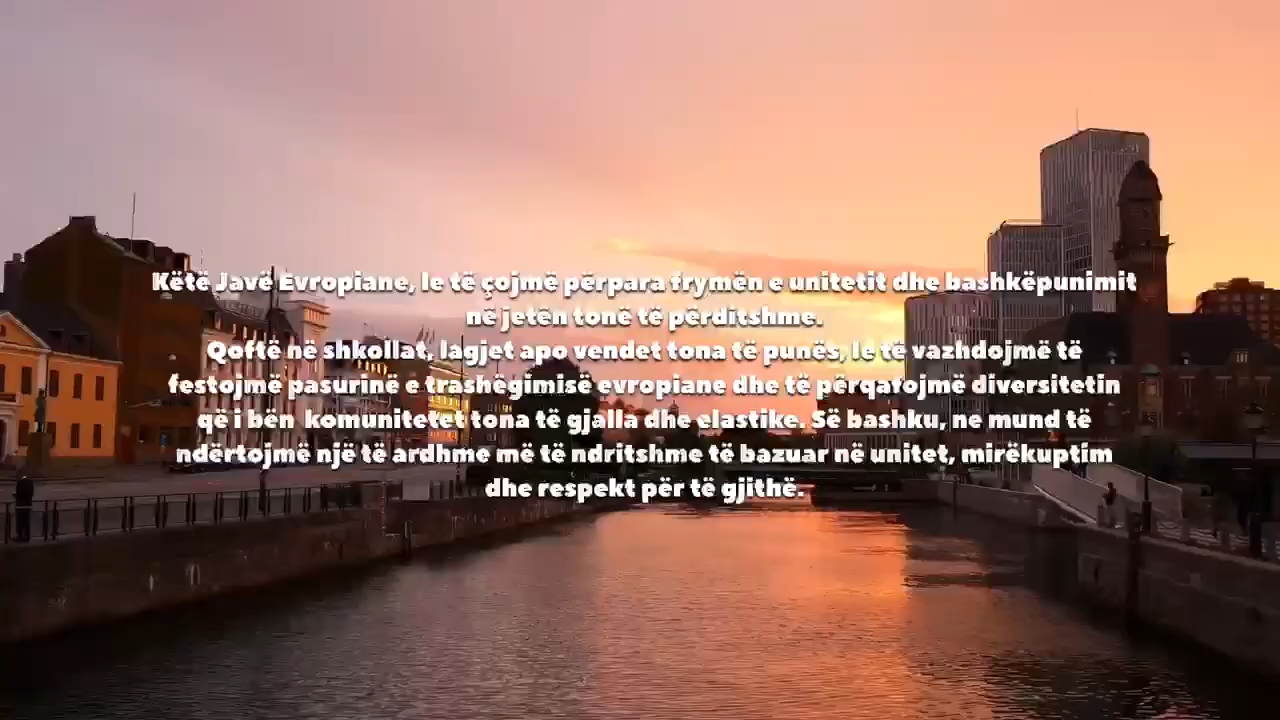 Këtë Javë Evropiane, le të çojmë përpara frymën e unitetit dhe bashkëpunimit
në jetën tonë të përditshme.
Qoftë në shkollat, lagjet apo vendet tona të punës, le të vazhdojmë të
festojmë pasurinë e trashëgimisë evropiane dhe të përqafojmë diversitetin
që i bën komunitetet tona të gjalla dhe elastike. Së bashku, ne mund të
ndërtojmë një të ardhme më të ndritshme të bazuar në unitet, mirëkuptim
dhe respekt për të gjithë.